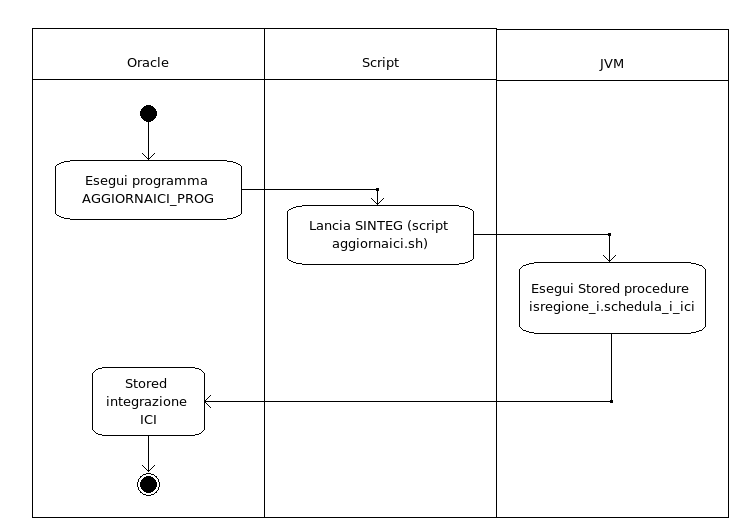 Oracle
Script
JVM
Esegui programma
AGGIORNAICI_PROG
Lancia SINTEG (script
aggiornaici.sh)
Esegui Stored procedure
isregione_i.schedula_i_ici
Stored
integrazione
ICI